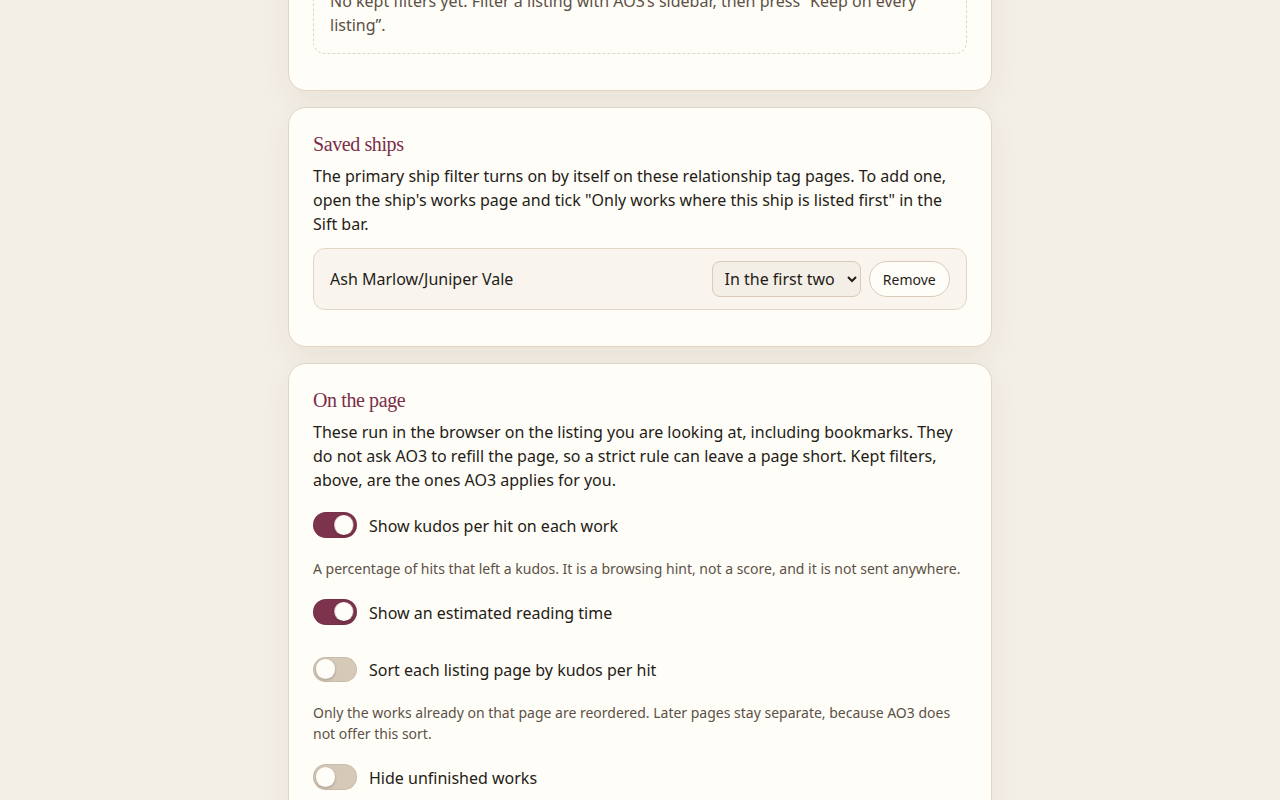 No kept filters yet. Filter a listing with AO3's sidebar, then press “Keep on every
listing”.
Saved ships
The primary ship filter turns on by itself on these relationship tag pages. To add one,
open the ship's works page and tick "Only works where this ship is listed first" in the
Sift bar.
Ash Marlow/Juniper Vale
In the first two
Remove
On the page
These run in the browser on the listing you are looking at, including bookmarks. They
do not ask AO3 to refill the page, so a strict rule can leave a page short. Kept filters,
above, are the ones AO3 applies for you.
Show kudos per hit on each work
A percentage of hits that left a kudos. It is a browsing hint, not a score, and it is not sent anywhere.
Show an estimated reading time
Sort each listing page by kudos per hit
Only the works already on that page are reordered. Later pages stay separate, because AO3 does
not offer this sort.
Hide unfinished works